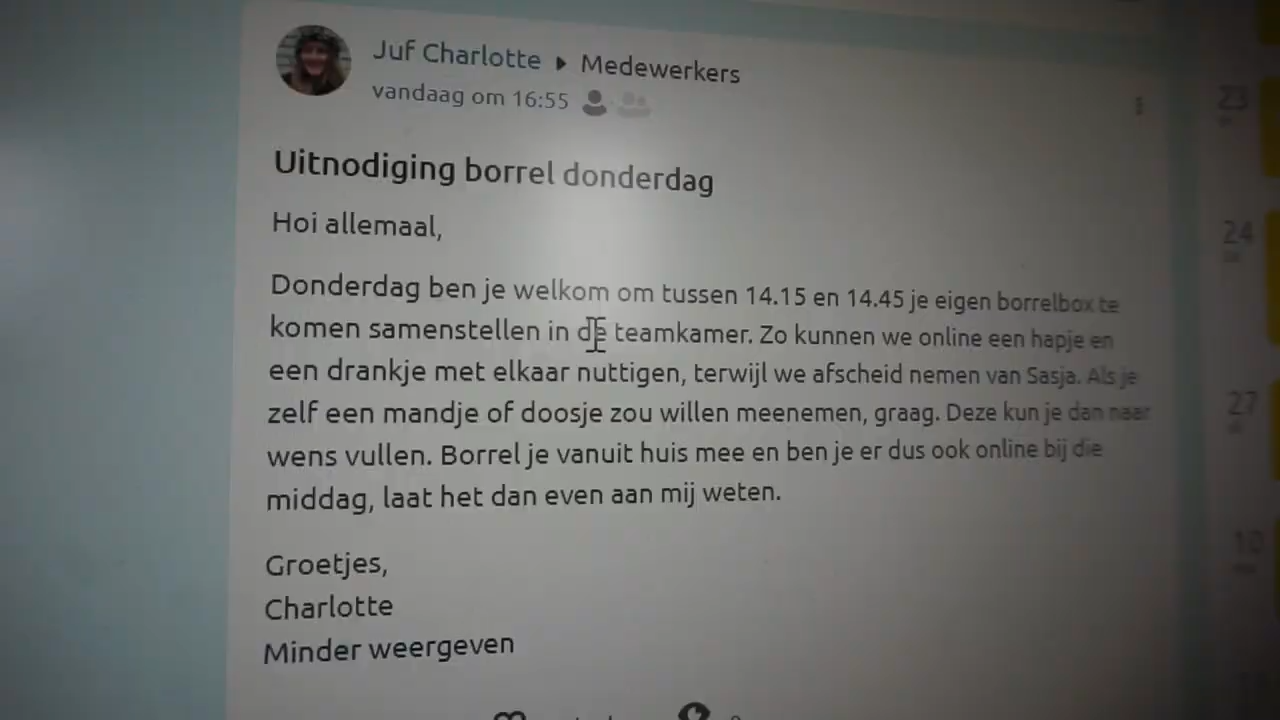 Juf Charlotte ▸ Medewerkers
vandaag om 16:55
23
Uitnodiging borrel donderdag
Hoi allemaal,
24
Donderdag ben je welkom om tussen 14.15 en 14.45 je eigen borrelbox te
komen samenstellen in de teamkamer. Zo kunnen we online een hapje en
een drankje met elkaar nuttigen, terwijl we afscheid nemen van Sasja. Als je
zelf een mandje of doosje zou willen meenemen, graag. Deze kun je dan naar
27
wens vullen. Borrel je vanuit huis mee en ben je er dus ook online bij die
middag, laat het dan even aan mij weten.
10
Groetjes,
Charlotte
Minder weergeven